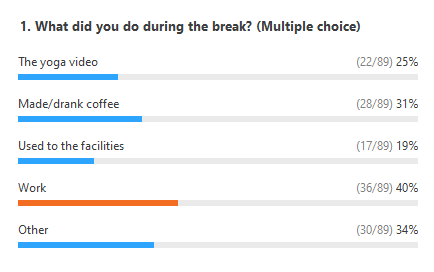 1. What did you do during the break? (Multiple choice)
The yoga video (22/89) 25%
Made/drank coffee (28/89) 31%
Used to the facilities (17/89) 19%
Work (36/89) 40%
Other (30/89) 34%